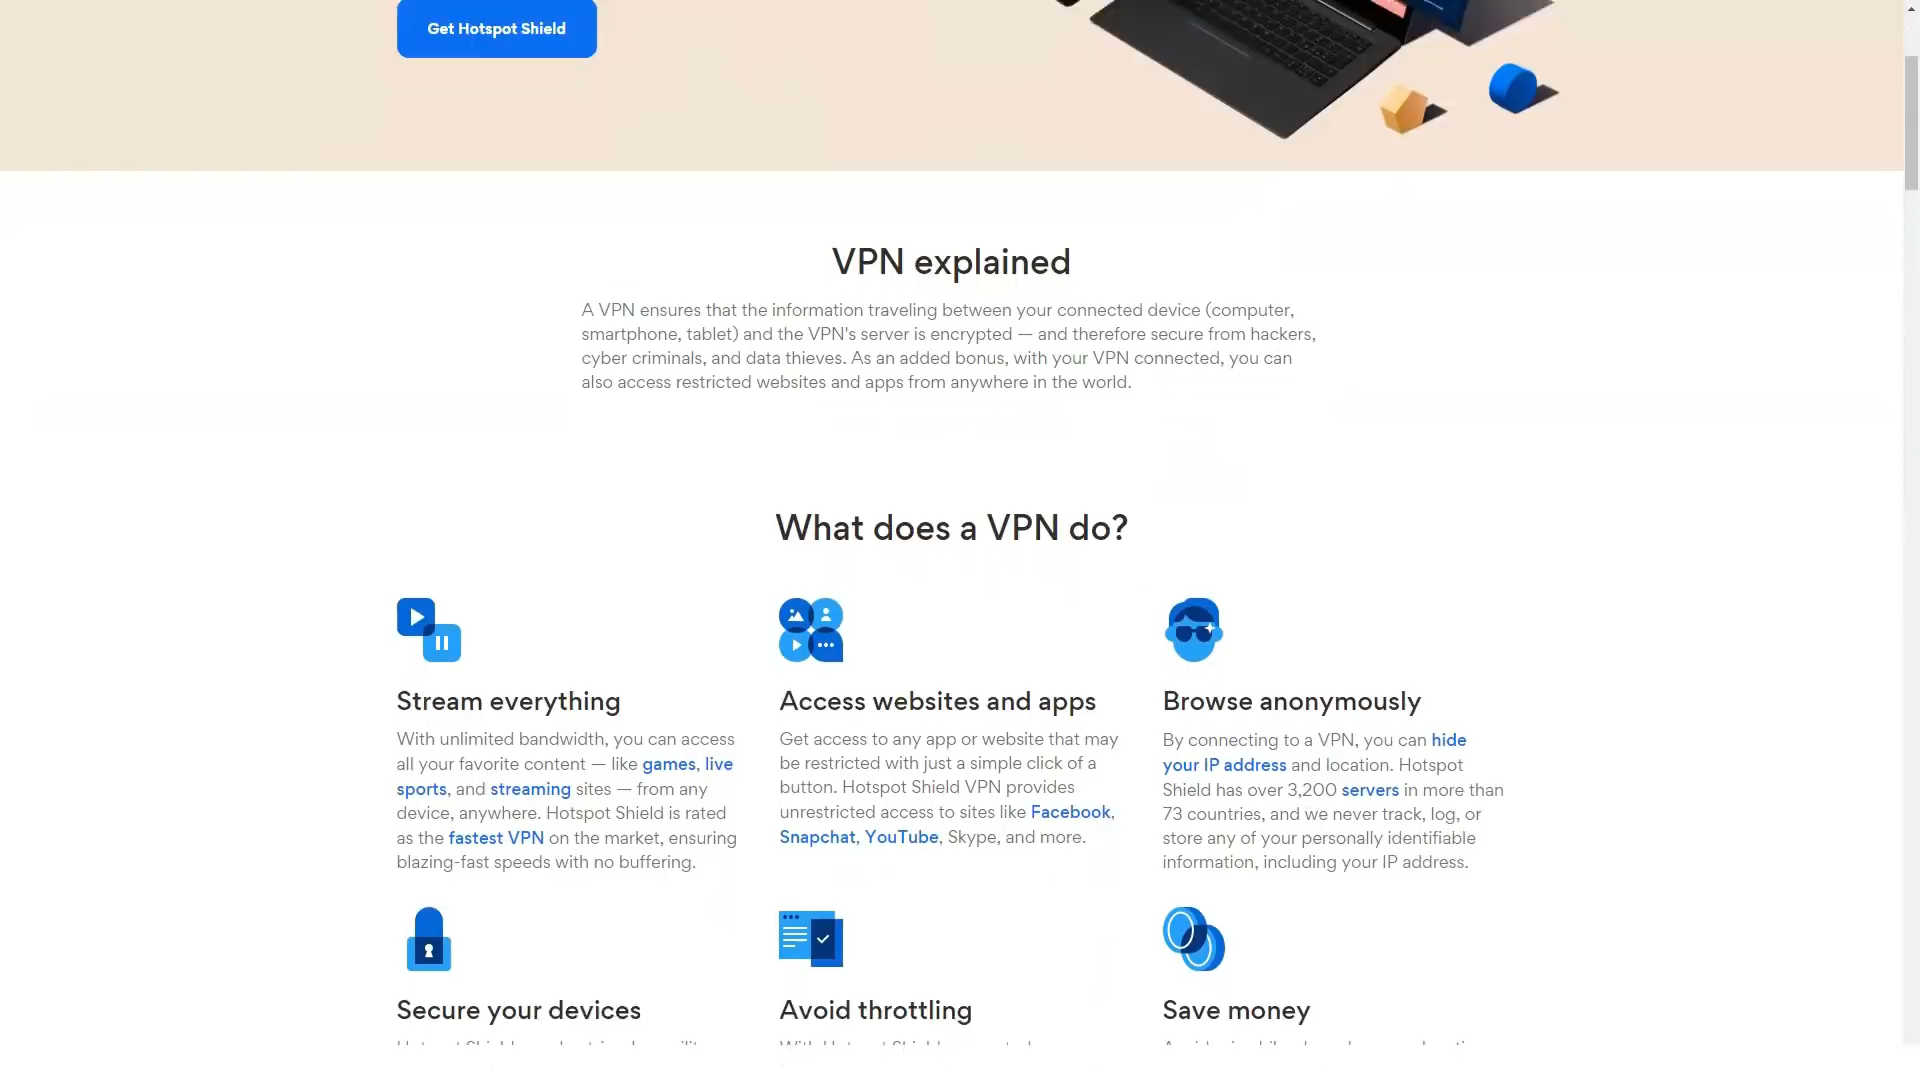 Get Hotspot Shield
VPN explained
A VPN ensures that the information traveling between your connected device (computer,
smartphone, tablet) and the VPN's server is encrypted — and therefore secure from hackers,
cyber criminals, and data thieves. As an added bonus, with your VPN connected, you can
also access restricted websites and apps from anywhere in the world.
What does a VPN do?
Stream everything
With unlimited bandwidth, you can access
all your favorite content — like games, live
sports, and streaming sites — from any
device, anywhere. Hotspot Shield is rated
as the fastest VPN on the market, ensuring
blazing-fast speeds with no buffering.
Access websites and apps
Get access to any app or website that may
be restricted with just a simple click of a
button. Hotspot Shield VPN provides
unrestricted access to sites like Facebook,
Snapchat, YouTube, Skype, and more.
Browse anonymously
By connecting to a VPN, you can hide
your IP address and location. Hotspot
Shield has over 3,200 servers in more than
73 countries, and we never track, log, or
store any of your personally identifiable
information, including your IP address.
Secure your devices
Avoid throttling
Save money